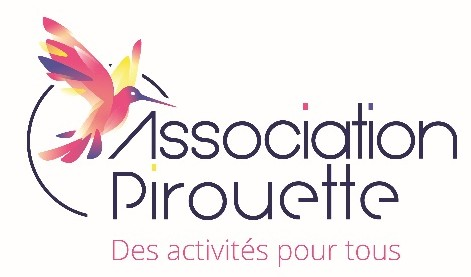 Association
Pirouette
Des activités pour tous